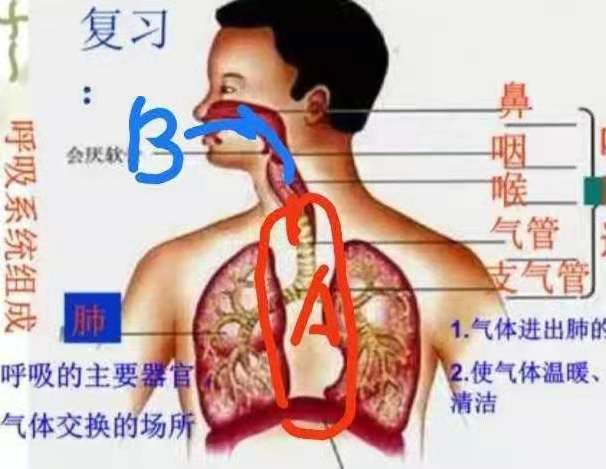 复习
：
鼻
B
会厌软
咽
喉
呼吸系统组成
气管
支气管
A
肺
1.气体进出肺的
呼吸的主要器官，
2.使气体温暖、
清洁
气体交换的场所